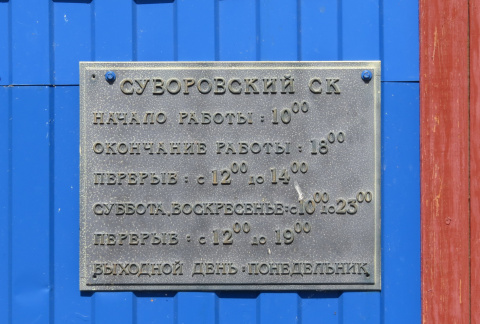 СУВОРОВСКИЙ СК
НАЧАЛО РАБОТЫ: 10⁰⁰
ОКОНЧАНИЕ РАБОТЫ: 18⁰⁰
ПЕРЕРЫВ: С 12⁰⁰ ДО 14⁰⁰
СУББОТА, ВОСКРЕСЕНЬЕ: С 10⁰⁰ ДО 23⁰⁰
ПЕРЕРЫВ: С 12⁰⁰ ДО 19⁰⁰
ВЫХОДНОЙ ДЕНЬ: ПОНЕДЕЛЬНИК